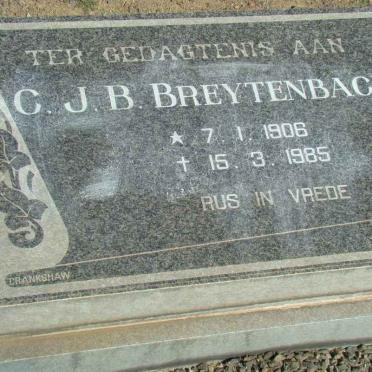 TER GEDAGTENIS AAN
C. J. B. BREYTENBAC
★ 7. 1. 1906
✝ 15. 3. 1985
RUS IN VREDE
CRANKSHAW